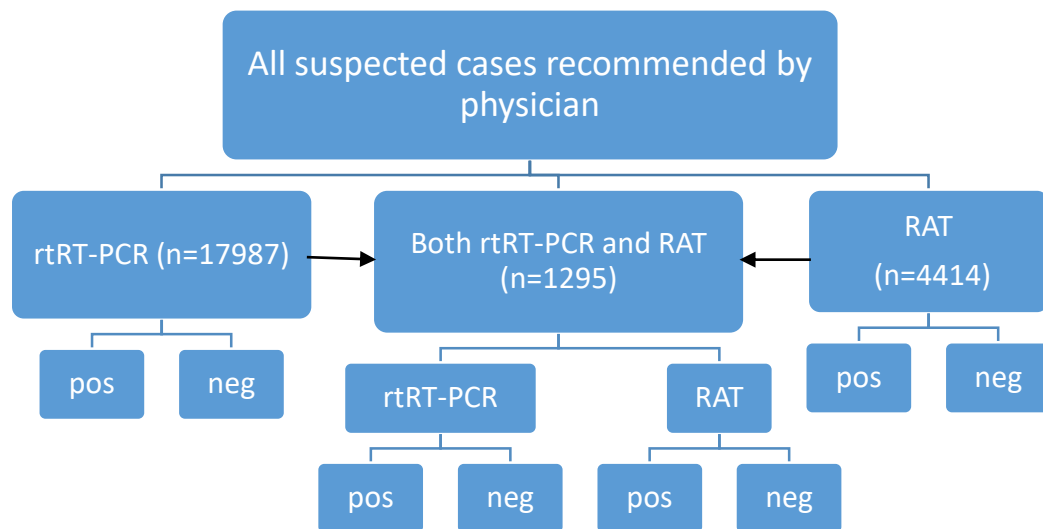 All suspected cases recommended by
physician
rtRT-PCR (n=17987)
Both rtRT-PCR and RAT
(n=1295)
RAT
(n=4414)
pos
neg
rtRT-PCR
RAT
pos
neg
pos
neg
pos
neg